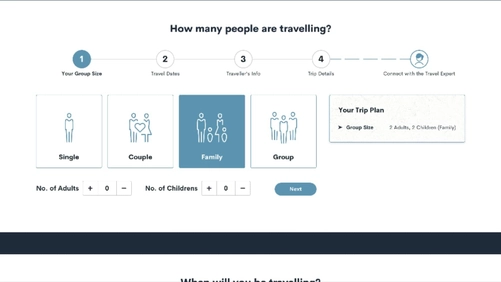 How many people are travelling?
1
2
3
4
Your Group Size
Travel Dates
Traveller's Info
Trip Details
Connect with the Travel Expert
Single
Couple
Family
Group
Your Trip Plan
Group Size
? Adults, ? Children (Family)
No. of Adults
+ 0 −
No. of Childrens
+ 0 −
Next
When will you be travelling?